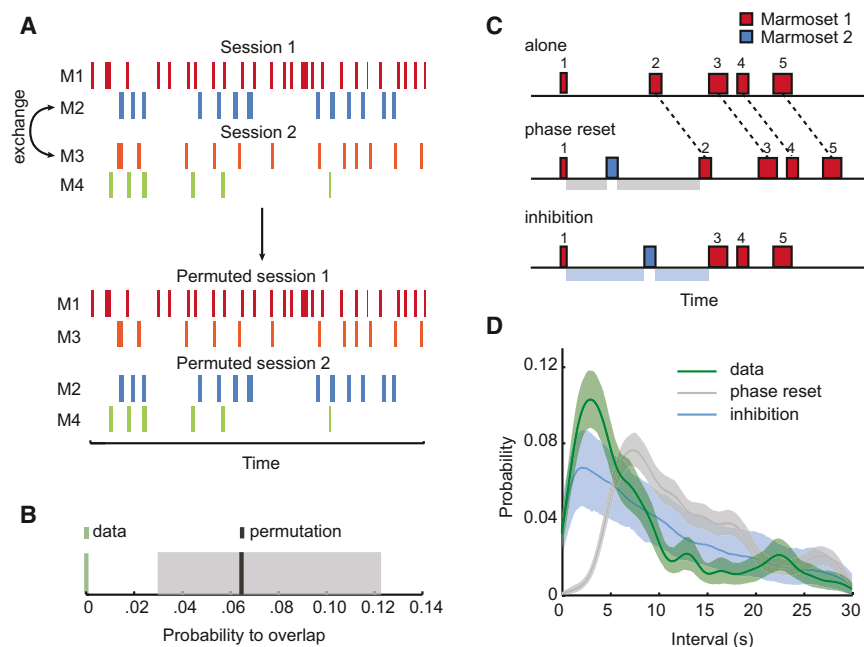 A
Session 1
M1
M2
exchange
Session 2
M3
M4
Permuted session 1
M1
M3
Permuted session 2
M2
M4
Time
B
data
permutation
0 .02 .04 .06 .08 0.10 0.12 0.14
Probability to overlap
C
Marmoset 1
Marmoset 2
alone
1 2 3 4 5
phase reset
1 2 3 4 5
inhibition
1 3 4 5
Time
D
0.12
0.08
0.04
0
Probability
data
phase reset
inhibition
0 5 10 15 20 25 30
Interval (s)